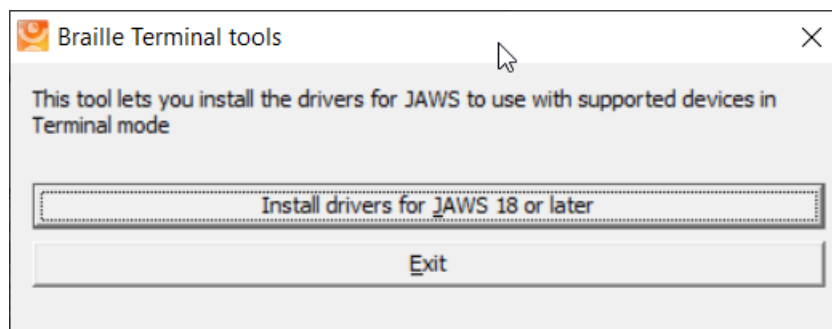 Braille Terminal tools
This tool lets you install the drivers for JAWS to use with supported devices in
Terminal mode
Install drivers for JAWS 18 or later
Exit